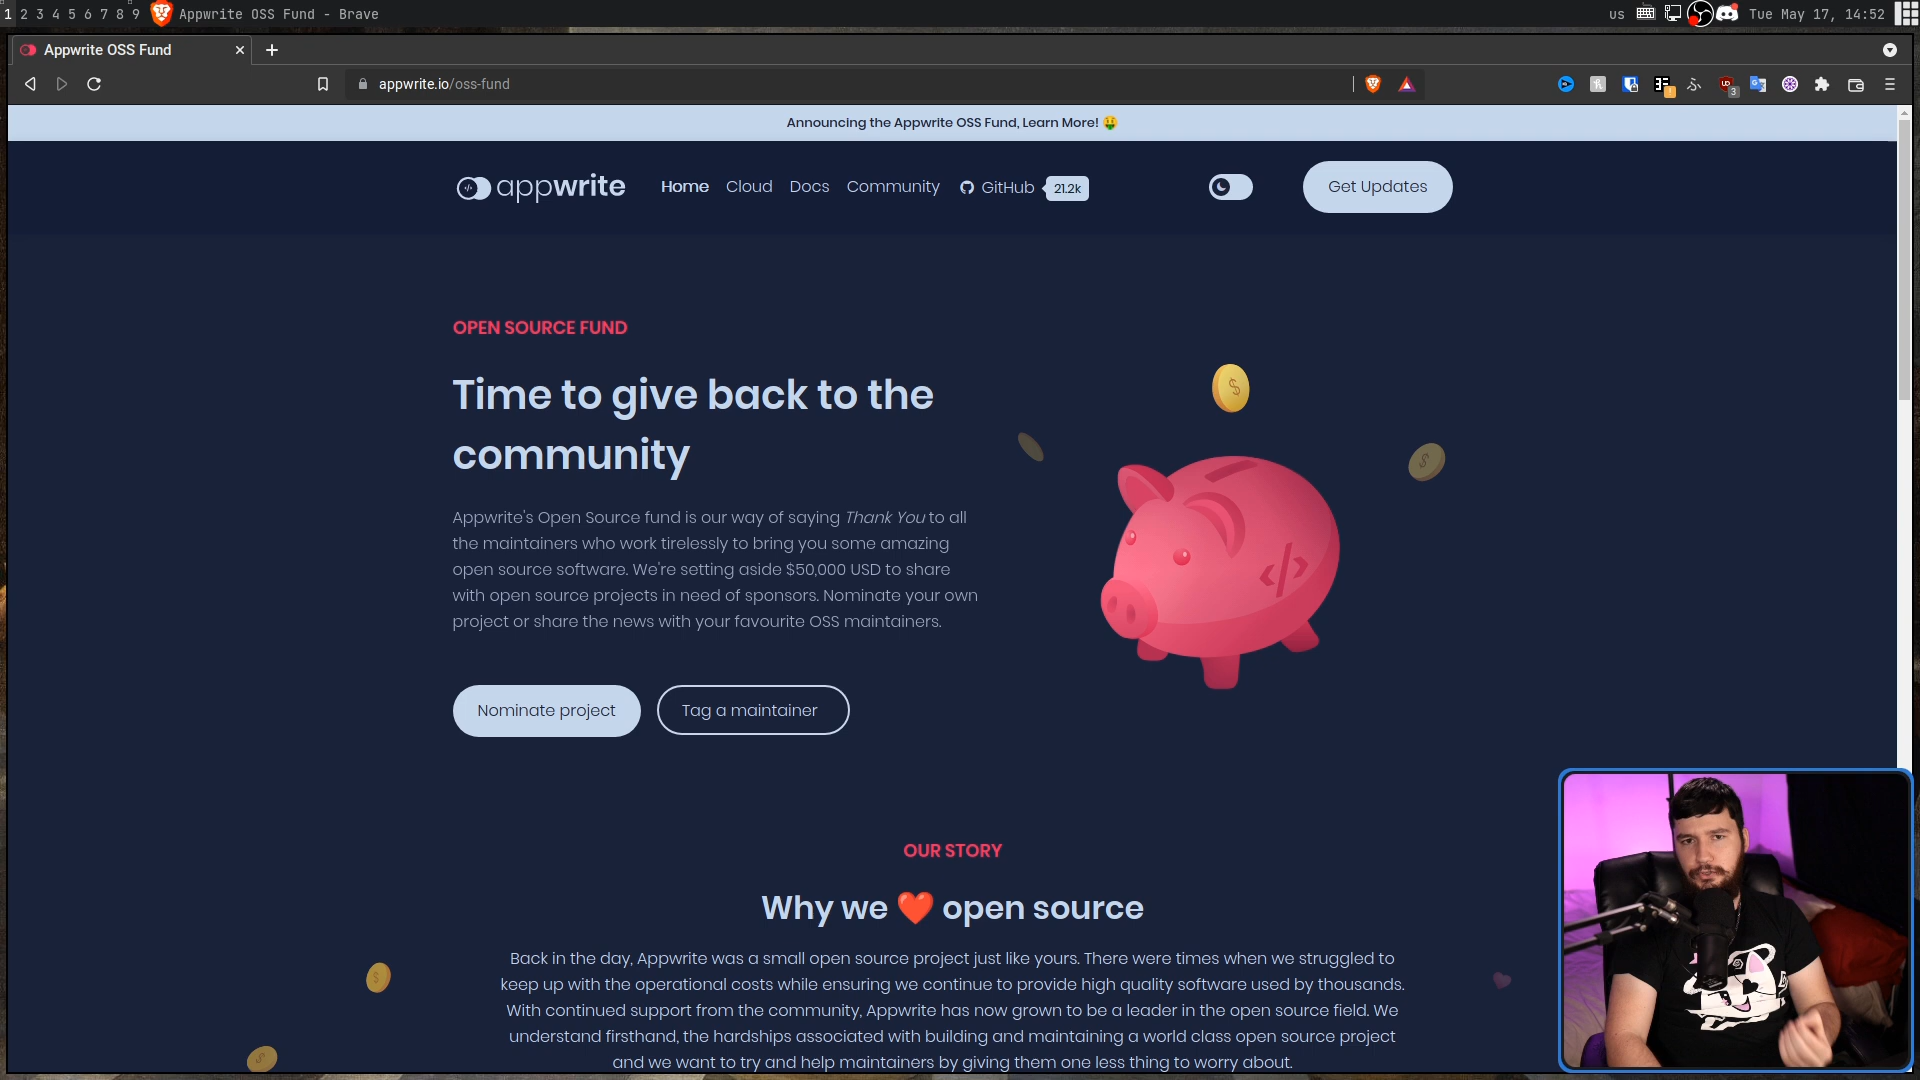 1 2 3 4 5 6 7 8 9 Appwrite OSS Fund - Brave us Tue May 17, 14:52
Appwrite OSS Fund
appwrite.io/oss-fund
3
Announcing the Appwrite OSS Fund, Learn More! 🤑
appwrite Home Cloud Docs Community GitHub 21.2k Get Updates
OPEN SOURCE FUND
Time to give back to the
community
Appwrite's Open Source fund is our way of saying Thank You to all
the maintainers who work tirelessly to bring you some amazing
open source software. We're setting aside $50,000 USD to share
with open source projects in need of sponsors. Nominate your own
project or share the news with your favourite OSS maintainers.
Nominate project Tag a maintainer
OUR STORY
Why we ❤️ open source
Back in the day, Appwrite was a small open source project just like yours. There were times when we struggled to
keep up with the operational costs while ensuring we continue to provide high quality software used by thousands.
With continued support from the community, Appwrite has now grown to be a leader in the open source field. We
understand firsthand, the hardships associated with building and maintaining a world class open source project
and we want to try and help maintainers by giving them one less thing to worry about.